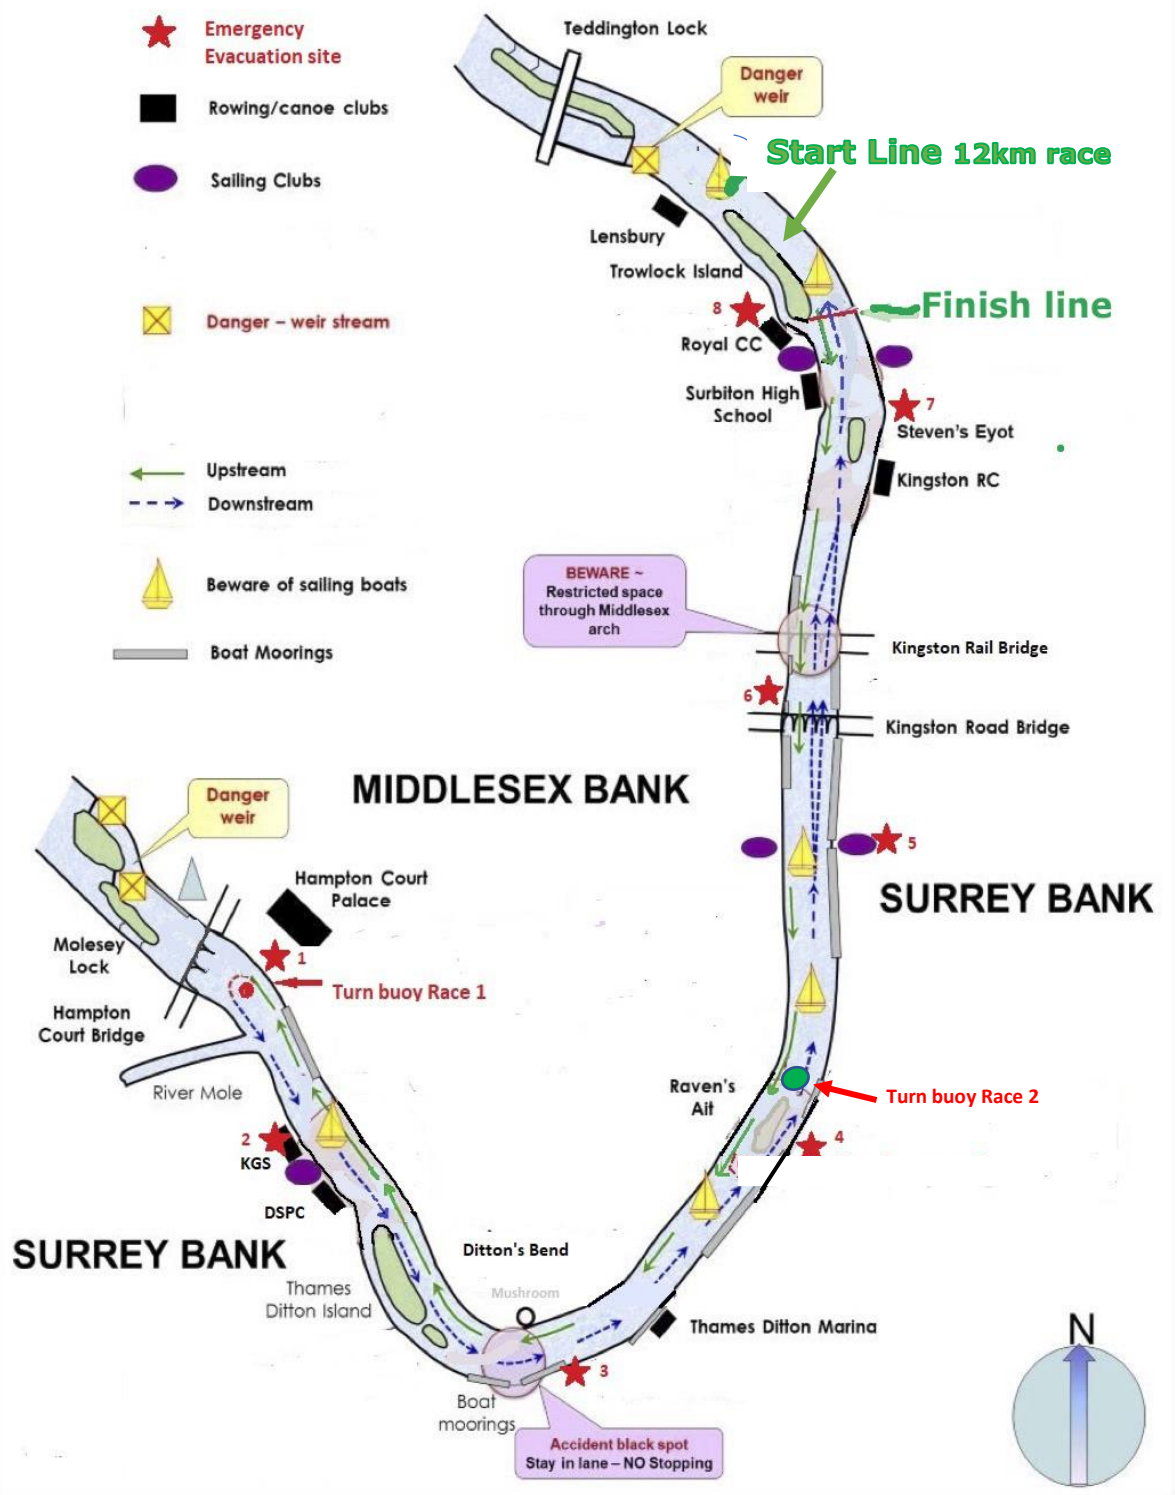 Emergency
Evacuation site
Rowing/canoe clubs
Sailing Clubs
Danger – weir stream
Upstream
Downstream
Beware of sailing boats
Boat Moorings
Teddington Lock
Danger
weir
Start Line 12km race
Lensbury
Trowlock Island
8
Finish line
Royal CC
Surbiton High
School
7
Steven's Eyot
Kingston RC
BEWARE ~
Restricted space
through Middlesex
arch
Kingston Rail Bridge
6
Kingston Road Bridge
MIDDLESEX BANK
Danger
weir
5
Hampton Court
Palace
SURREY BANK
Molesey
Lock
1
Turn buoy Race 1
Hampton
Court Bridge
River Mole
Raven's
Ait
Turn buoy Race 2
2
KGS
4
DSPC
SURREY BANK
Ditton's Bend
Thames
Ditton Island
Mushroom
Thames Ditton Marina
N
3
Boat
moorings
Accident black spot
Stay in lane – NO Stopping